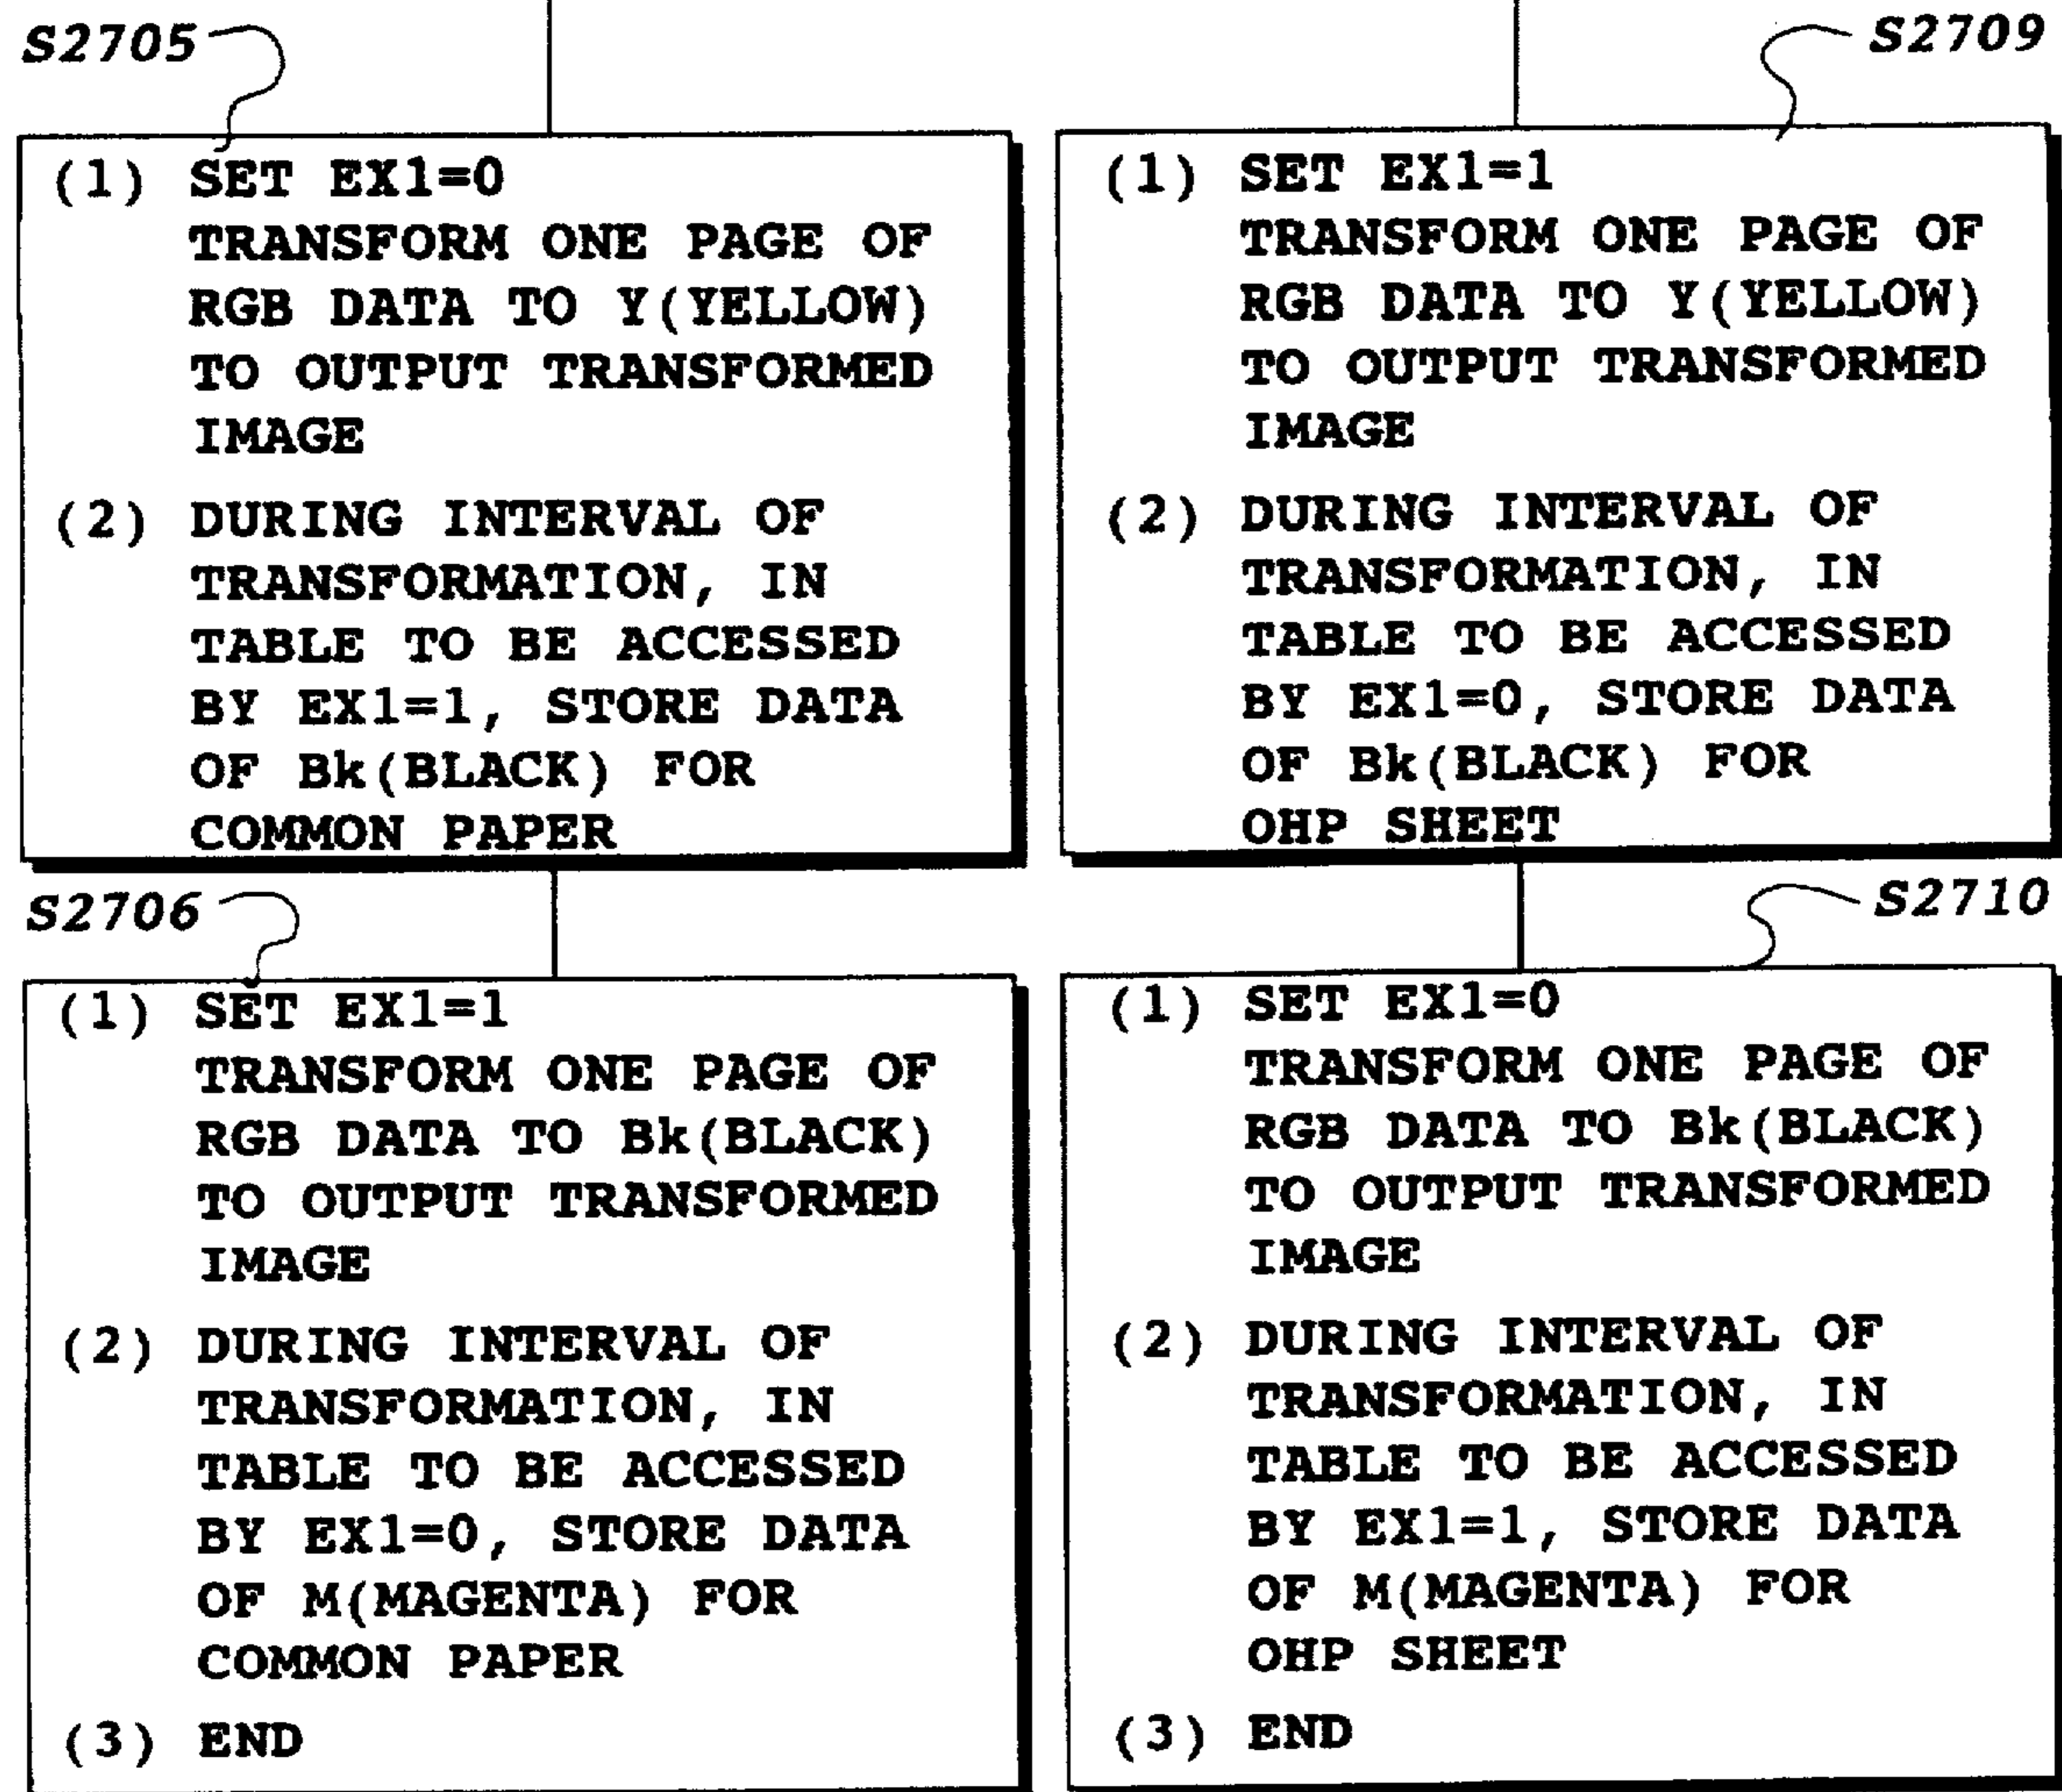 S2705
(1) SET EX1=0
TRANSFORM ONE PAGE OF
RGB DATA TO Y(YELLOW)
TO OUTPUT TRANSFORMED
IMAGE
(2) DURING INTERVAL OF
TRANSFORMATION, IN
TABLE TO BE ACCESSED
BY EX1=1, STORE DATA
OF Bk(BLACK) FOR
COMMON PAPER
S2709
(1) SET EX1=1
TRANSFORM ONE PAGE OF
RGB DATA TO Y(YELLOW)
TO OUTPUT TRANSFORMED
IMAGE
(2) DURING INTERVAL OF
TRANSFORMATION, IN
TABLE TO BE ACCESSED
BY EX1=0, STORE DATA
OF Bk(BLACK) FOR
OHP SHEET
S2706
(1) SET EX1=1
TRANSFORM ONE PAGE OF
RGB DATA TO Bk(BLACK)
TO OUTPUT TRANSFORMED
IMAGE
(2) DURING INTERVAL OF
TRANSFORMATION, IN
TABLE TO BE ACCESSED
BY EX1=0, STORE DATA
OF M(MAGENTA) FOR
COMMON PAPER
(3) END
S2710
(1) SET EX1=0
TRANSFORM ONE PAGE OF
RGB DATA TO Bk(BLACK)
TO OUTPUT TRANSFORMED
IMAGE
(2) DURING INTERVAL OF
TRANSFORMATION, IN
TABLE TO BE ACCESSED
BY EX1=1, STORE DATA
OF M(MAGENTA) FOR
OHP SHEET
(3) END